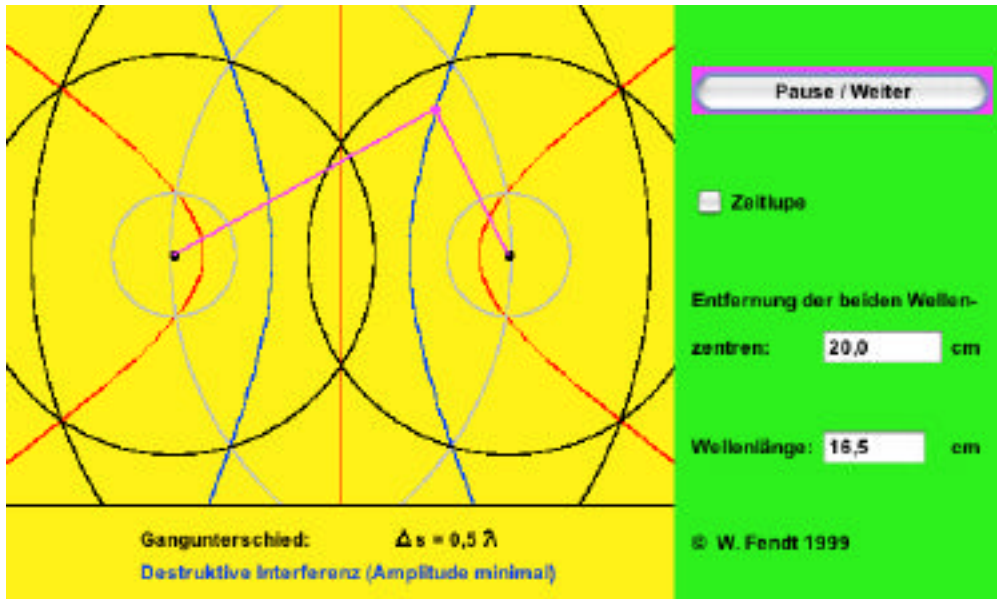 Pause / Weiter
Zeitlupe
Entfernung der beiden Wellen-
zentren: 20,0 cm
Wellenlänge: 16,5 cm
Gangunterschied: Δ s = 0,5 λ
Destruktive Interferenz (Amplitude minimal)
© W. Fendt 1999